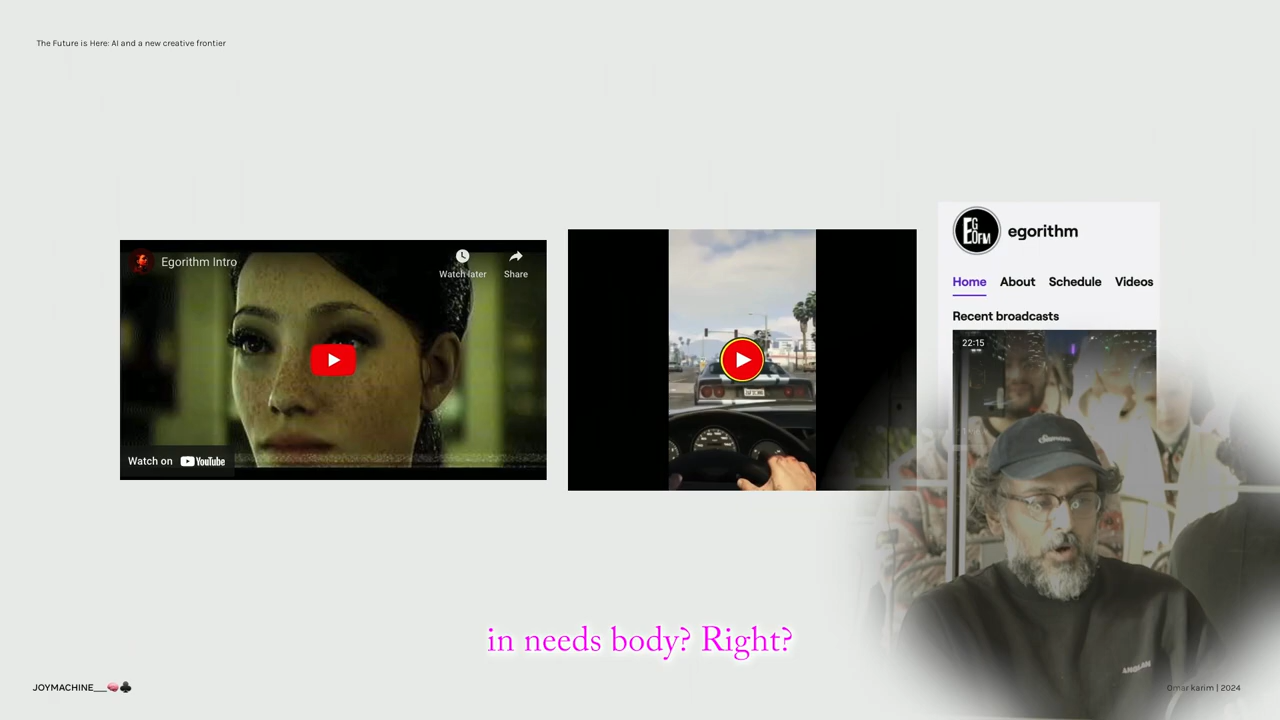 The Future is Here: AI and a new creative frontier
Egorithm Intro
Watch later
Share
Watch on YouTube
egorithm
Home About Schedule Videos
Recent broadcasts
22:15
in needs body? Right?
JOYMACHINE__
Omar karim | 2024